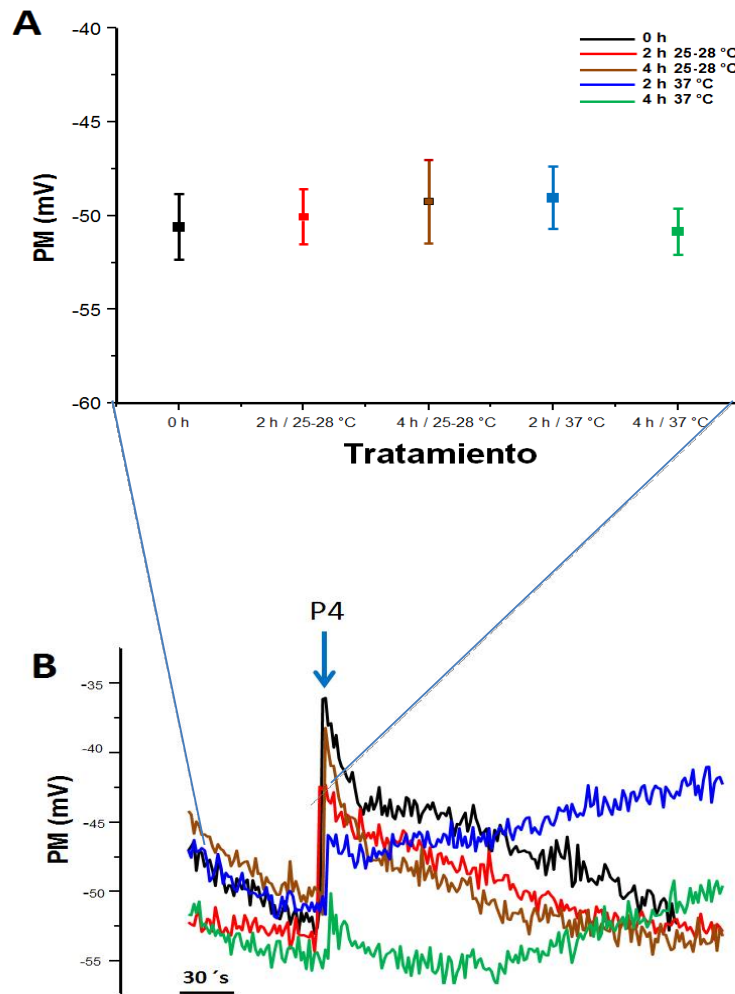 A
-40
-45
-50
-55
-60
PM (mV)
0 h
2 h 25-28 °C
4 h 25-28 °C
2 h 37 °C
4 h 37 °C
0 h
2 h / 25-28 °C
4 h / 25-28 °C
2 h / 37 °C
4 h / 37 °C
Tratamiento
P4
B
-35
-40
-45
-50
-55
PM (mV)
30 ´s